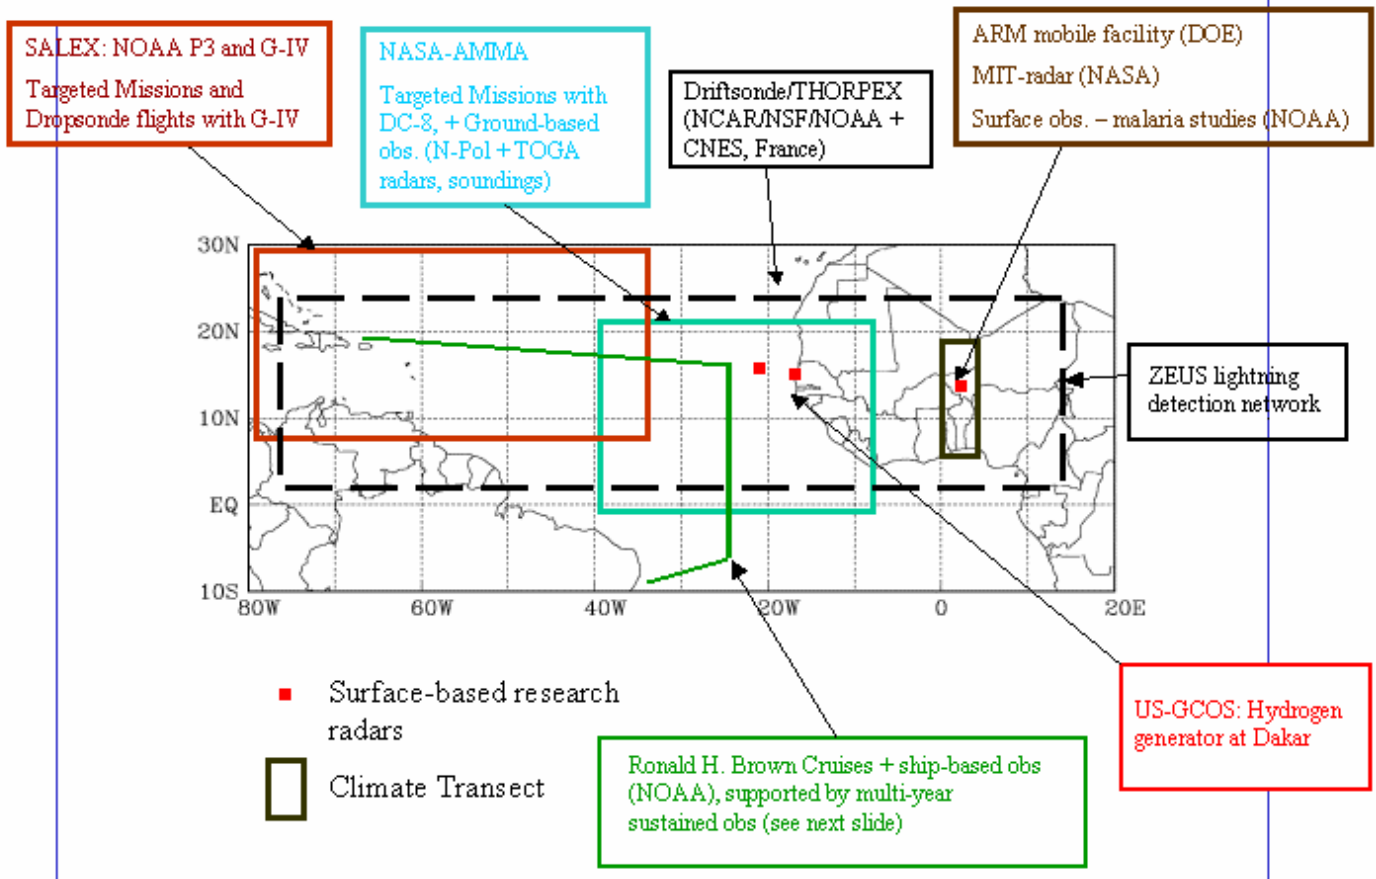 SALEX: NOAA P3 and G-IV
Targeted Missions and
Dropsonde flights with G-IV
NASA-AMMA
Targeted Missions with
DC-8, + Ground-based
obs. (N-Pol + TOGA
radars, soundings)
Driftsonde/THORPEX
(NCAR/NSF/NOAA +
CNES, France)
ARM mobile facility (DOE)
MIT-radar (NASA)
Surface obs. – malaria studies (NOAA)
30N
20N
10N
EQ
10S
80W
60W
40W
20W
0
20E
ZEUS lightning
detection network
Surface-based research
radars
Climate Transect
Ronald H. Brown Cruises + ship-based obs
(NOAA), supported by multi-year
sustained obs (see next slide)
US-GCOS: Hydrogen
generator at Dakar